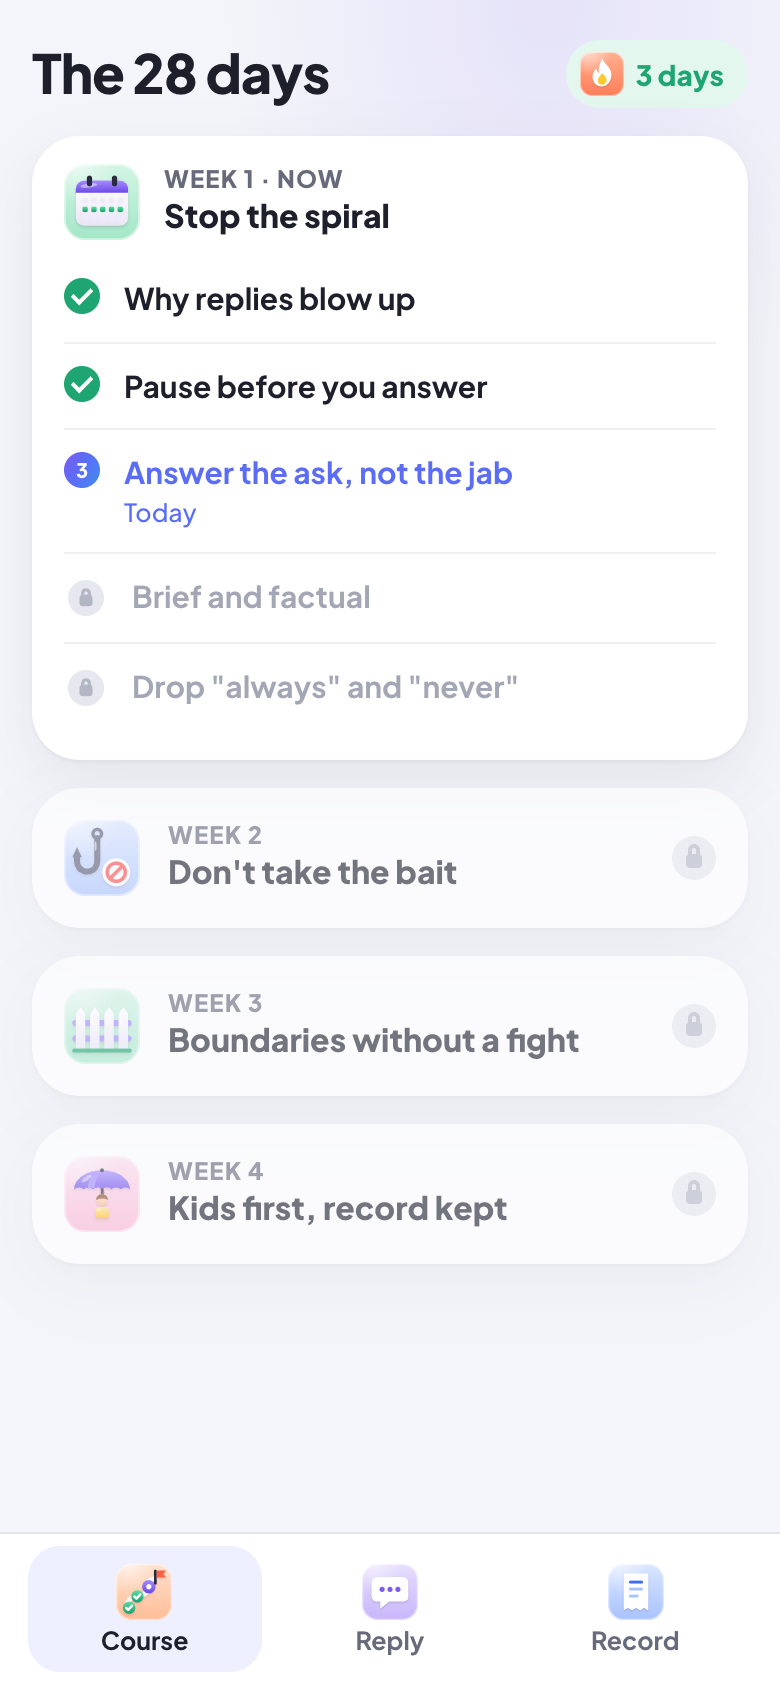 The 28 days
3 days
WEEK 1 · NOW
Stop the spiral
Why replies blow up
Pause before you answer
3
Answer the ask, not the jab
Today
Brief and factual
Drop "always" and "never"
WEEK 2
Don't take the bait
WEEK 3
Boundaries without a fight
WEEK 4
Kids first, record kept
Course
Reply
Record